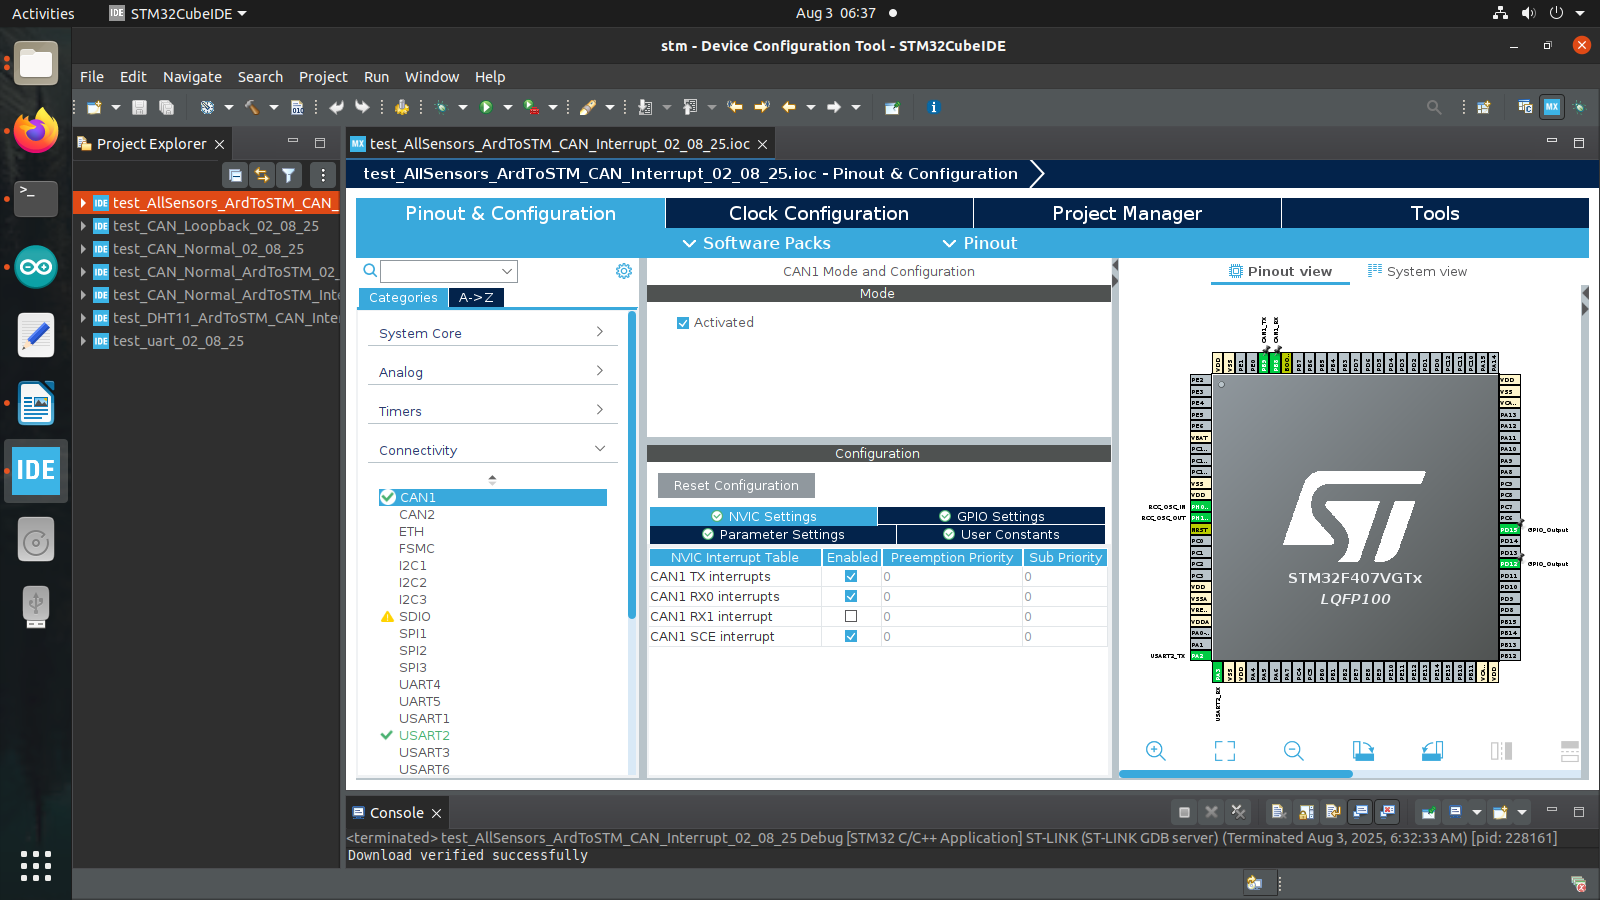 Activities
STM32CubeIDE
Aug 3 06:37
stm - Device Configuration Tool - STM32CubeIDE
File Edit Navigate Search Project Run Window Help
Project Explorer
test_AllSensors_ArdToSTM_CAN_Interrupt_02_08_25.ioc
test_AllSensors_ArdToSTM_CAN_Interrupt_02_08_25.ioc - Pinout & Configuration
test_AllSensors_ArdToSTM_CAN_
test_CAN_Loopback_02_08_25
test_CAN_Normal_02_08_25
test_CAN_Normal_ArdToSTM_02_
test_CAN_Normal_ArdToSTM_Inte
test_DHT11_ArdToSTM_CAN_Inter
test_uart_02_08_25
Pinout & Configuration
Clock Configuration
Project Manager
Tools
Software Packs
Pinout
Categories
A->Z
System Core
Analog
Timers
Connectivity
CAN1
CAN2
ETH
FSMC
I2C1
I2C2
I2C3
SDIO
SPI1
SPI2
SPI3
UART4
UART5
USART1
USART2
USART3
USART6
CAN1 Mode and Configuration
Mode
Activated
Configuration
Reset Configuration
NVIC Settings
GPIO Settings
Parameter Settings
User Constants
NVIC Interrupt Table Enabled Preemption Priority Sub Priority
CAN1 TX interrupts 0 0
CAN1 RX0 interrupts 0 0
CAN1 RX1 interrupt 0 0
CAN1 SCE interrupt 0 0
Pinout view
System view
CAN1_TX
CAN1_RX
RCC_OSC_IN
RCC_OSC_OUT
USART2_TX
USART2_RX
GPIO_Output
GPIO_Output
STM32F407VGTx
LQFP100
Console
<terminated> test_AllSensors_ArdToSTM_CAN_Interrupt_02_08_25 Debug [STM32 C/C++ Application] ST-LINK (ST-LINK GDB server) (Terminated Aug 3, 2025, 6:32:33 AM) [pid: 228161]
Download verified successfully